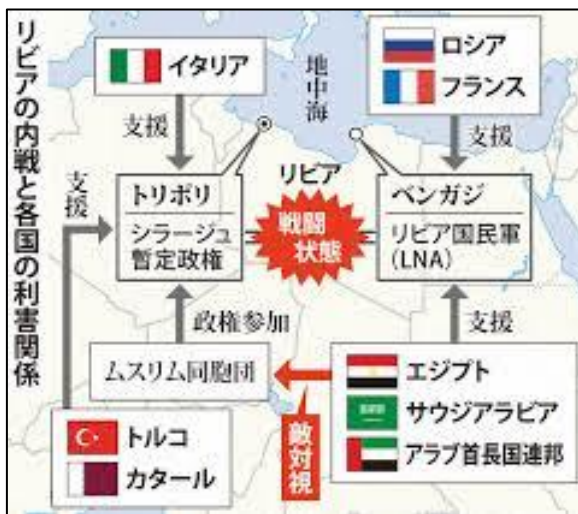 リビアの内戦と各国の利害関係
イタリア
地中海
ロシア
フランス
支援
支援
支援
リビア
トリポリ
シラージュ
暫定政権
戦闘
状態
ベンガジ
リビア国民軍
(LNA)
政権参加
支援
ムスリム同胞団
エジプト
サウジアラビア
アラブ首長国連邦
敵対視
トルコ
カタール